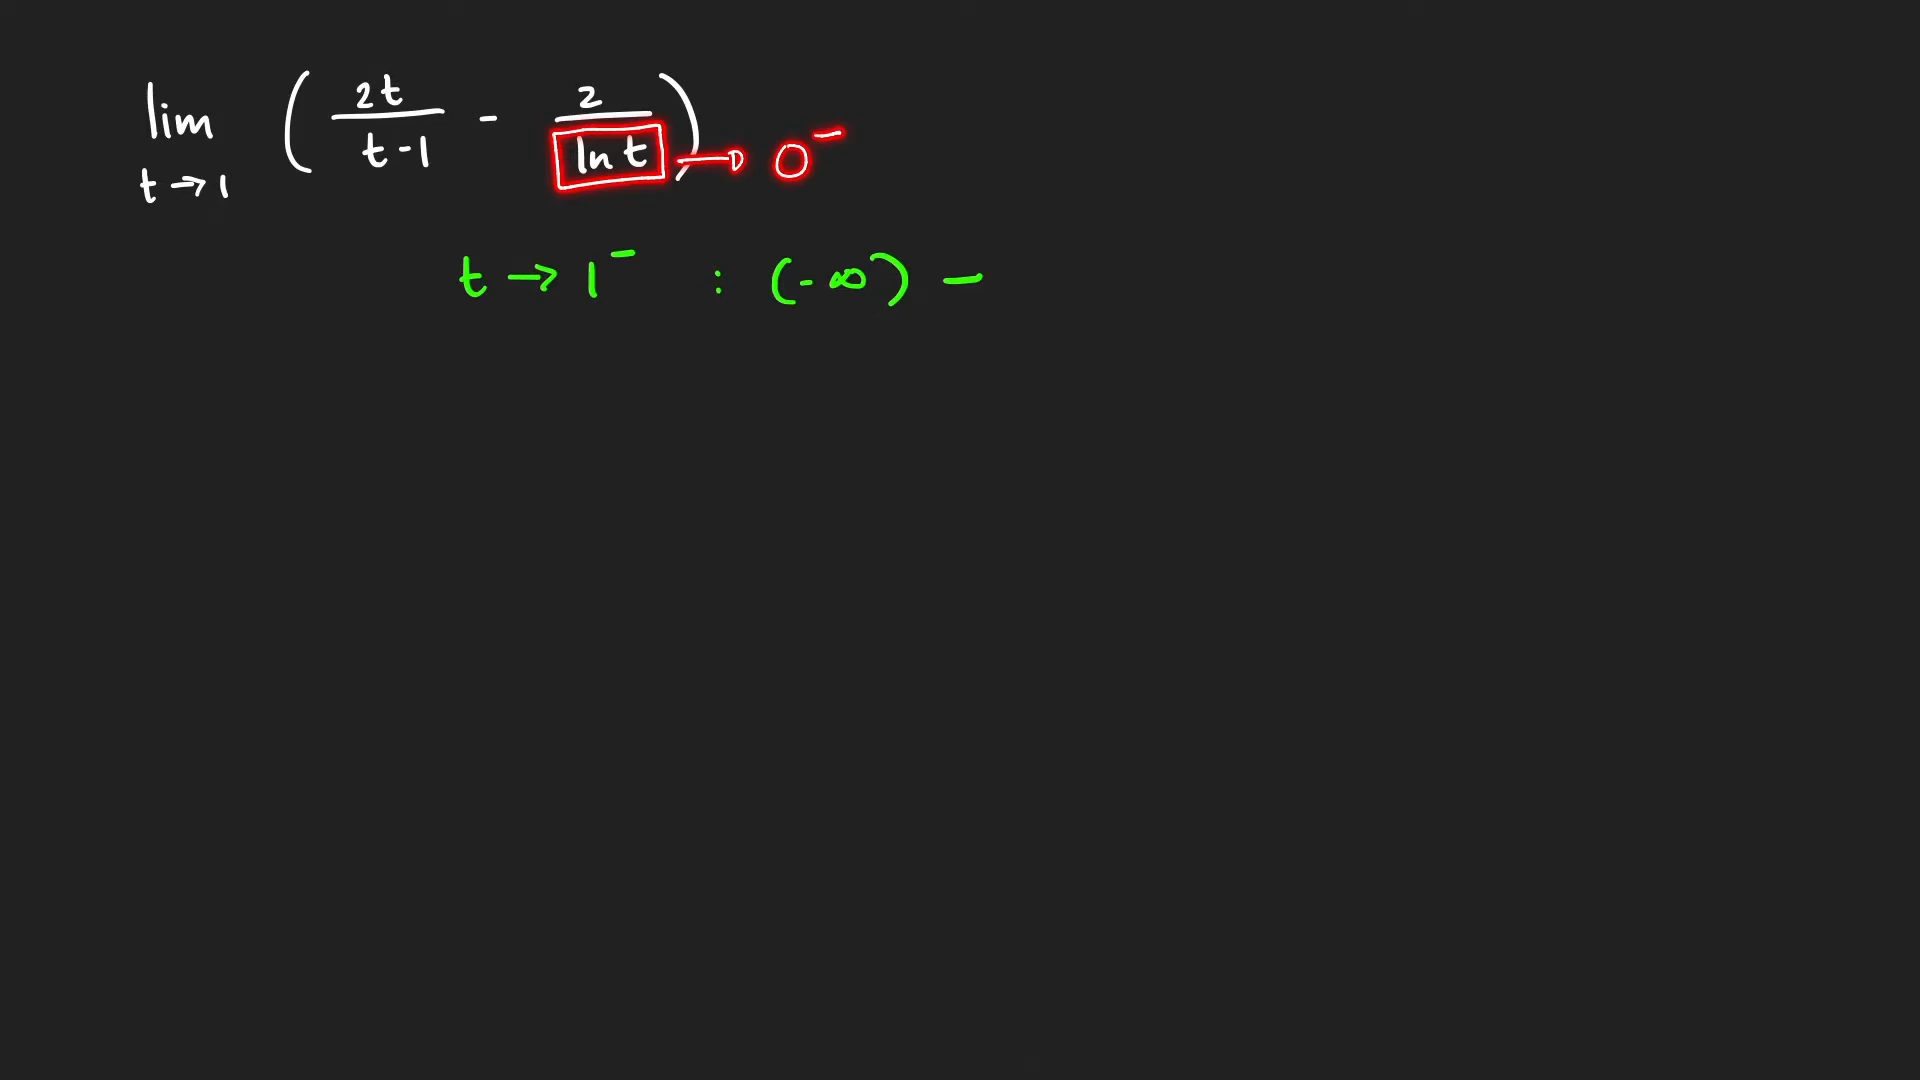 lim t→1 ( 2t/(t-1) - 2/(ln t) ) → 0⁻
t → 1⁻ : (-∞) -